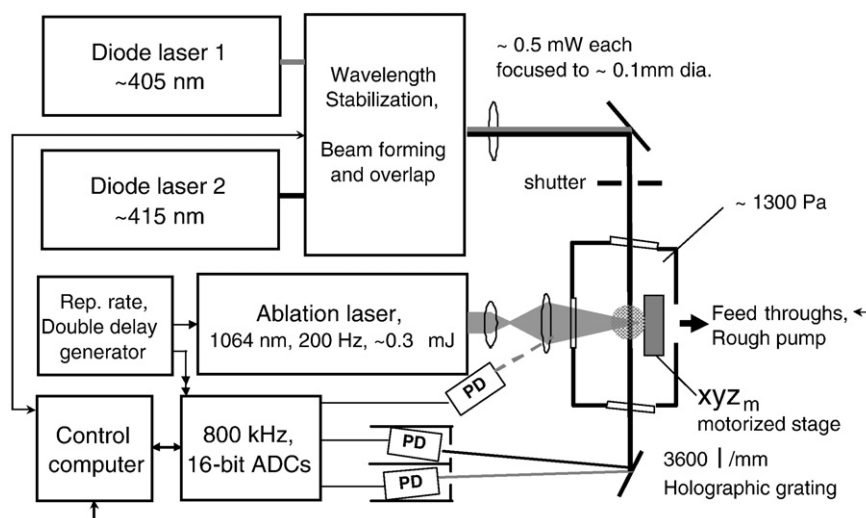 Diode laser 1
~405 nm
Wavelength
Stabilization,
Beam forming
and overlap
~ 0.5 mW each
focused to ~ 0.1mm dia.
Diode laser 2
~415 nm
shutter
~ 1300 Pa
Rep. rate,
Double delay
generator
Ablation laser,
1064 nm, 200 Hz, ~0.3 mJ
Feed throughs,
Rough pump
PD
xyzm
motorized stage
Control
computer
800 kHz,
16-bit ADCs
PD
PD
3600 l/mm
Holographic grating